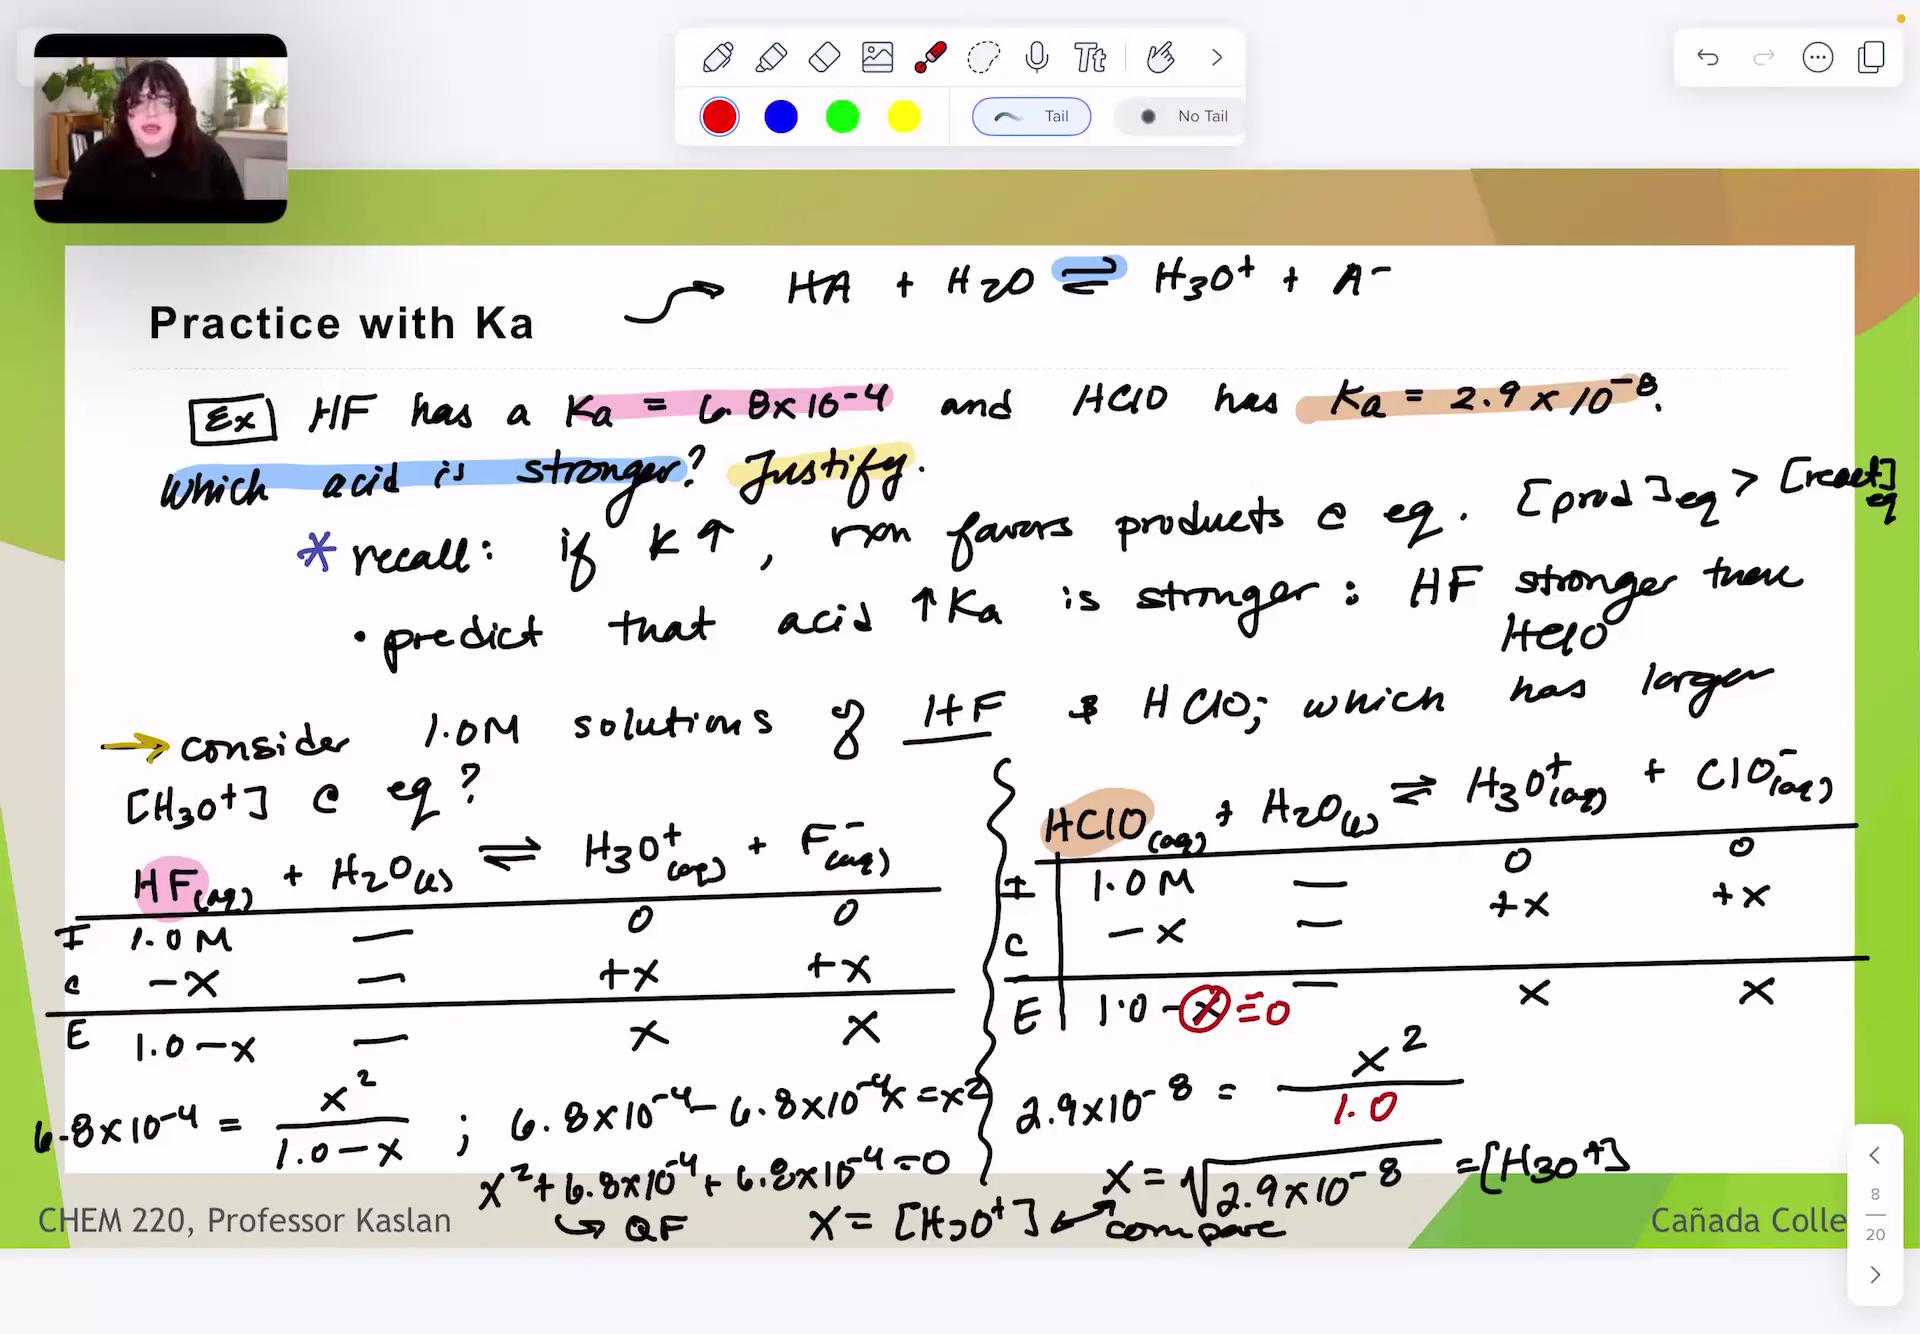 Tt
Tail
No Tail
HA + H2O ⇌ H3O+ + A-
Practice with Ka
Ex HF has a Ka = 6.8x10-4 and HClO has Ka = 2.9 x 10-8.
Which acid is stronger? Justify.
* recall: if K ↑, rxn favors products @ eq. [prod]eq > [react]eq
• predict that acid ↑Ka is stronger: HF stronger than
HClO
→ consider 1.0M solutions of HF & HClO; which has larger
[H3O+] @ eq?
HF(aq) + H2O(l) ⇌ H3O+(aq) + F-(aq)
I 1.0M — 0 0
C -x — +x +x
E 1.0-x — x x
6.8x10-4 = x2 / 1.0-x ; 6.8x10-4 - 6.8x10-4x = x2
x2 + 6.8x10-4 + 6.8x10-4 = 0
↪ QF
x = [H3O+]
compare
HClO(aq) + H2O(l) ⇌ H3O+(aq) + ClO-(aq)
I 1.0M — 0 0
C -x — +x +x
E 1.0-x ≡0 — x x
2.9x10-8 = x2 / 1.0
x = √2.9x10-8 = [H3O+]
CHEM 220, Professor Kaslan
Cañada Colle
8
20